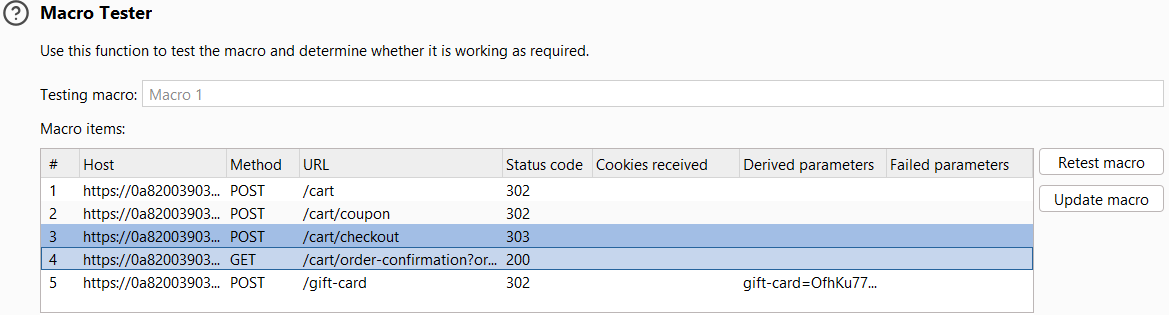 ? Macro Tester
Use this function to test the macro and determine whether it is working as required.
Testing macro: Macro 1
Macro items:
# Host Method URL Status code Cookies received Derived parameters Failed parameters
Retest macro
1 https://0a82003903... POST /cart 302
Update macro
2 https://0a82003903... POST /cart/coupon 302
3 https://0a82003903... POST /cart/checkout 303
4 https://0a82003903... GET /cart/order-confirmation?or... 200
5 https://0a82003903... POST /gift-card 302 gift-card=OfhKu77...